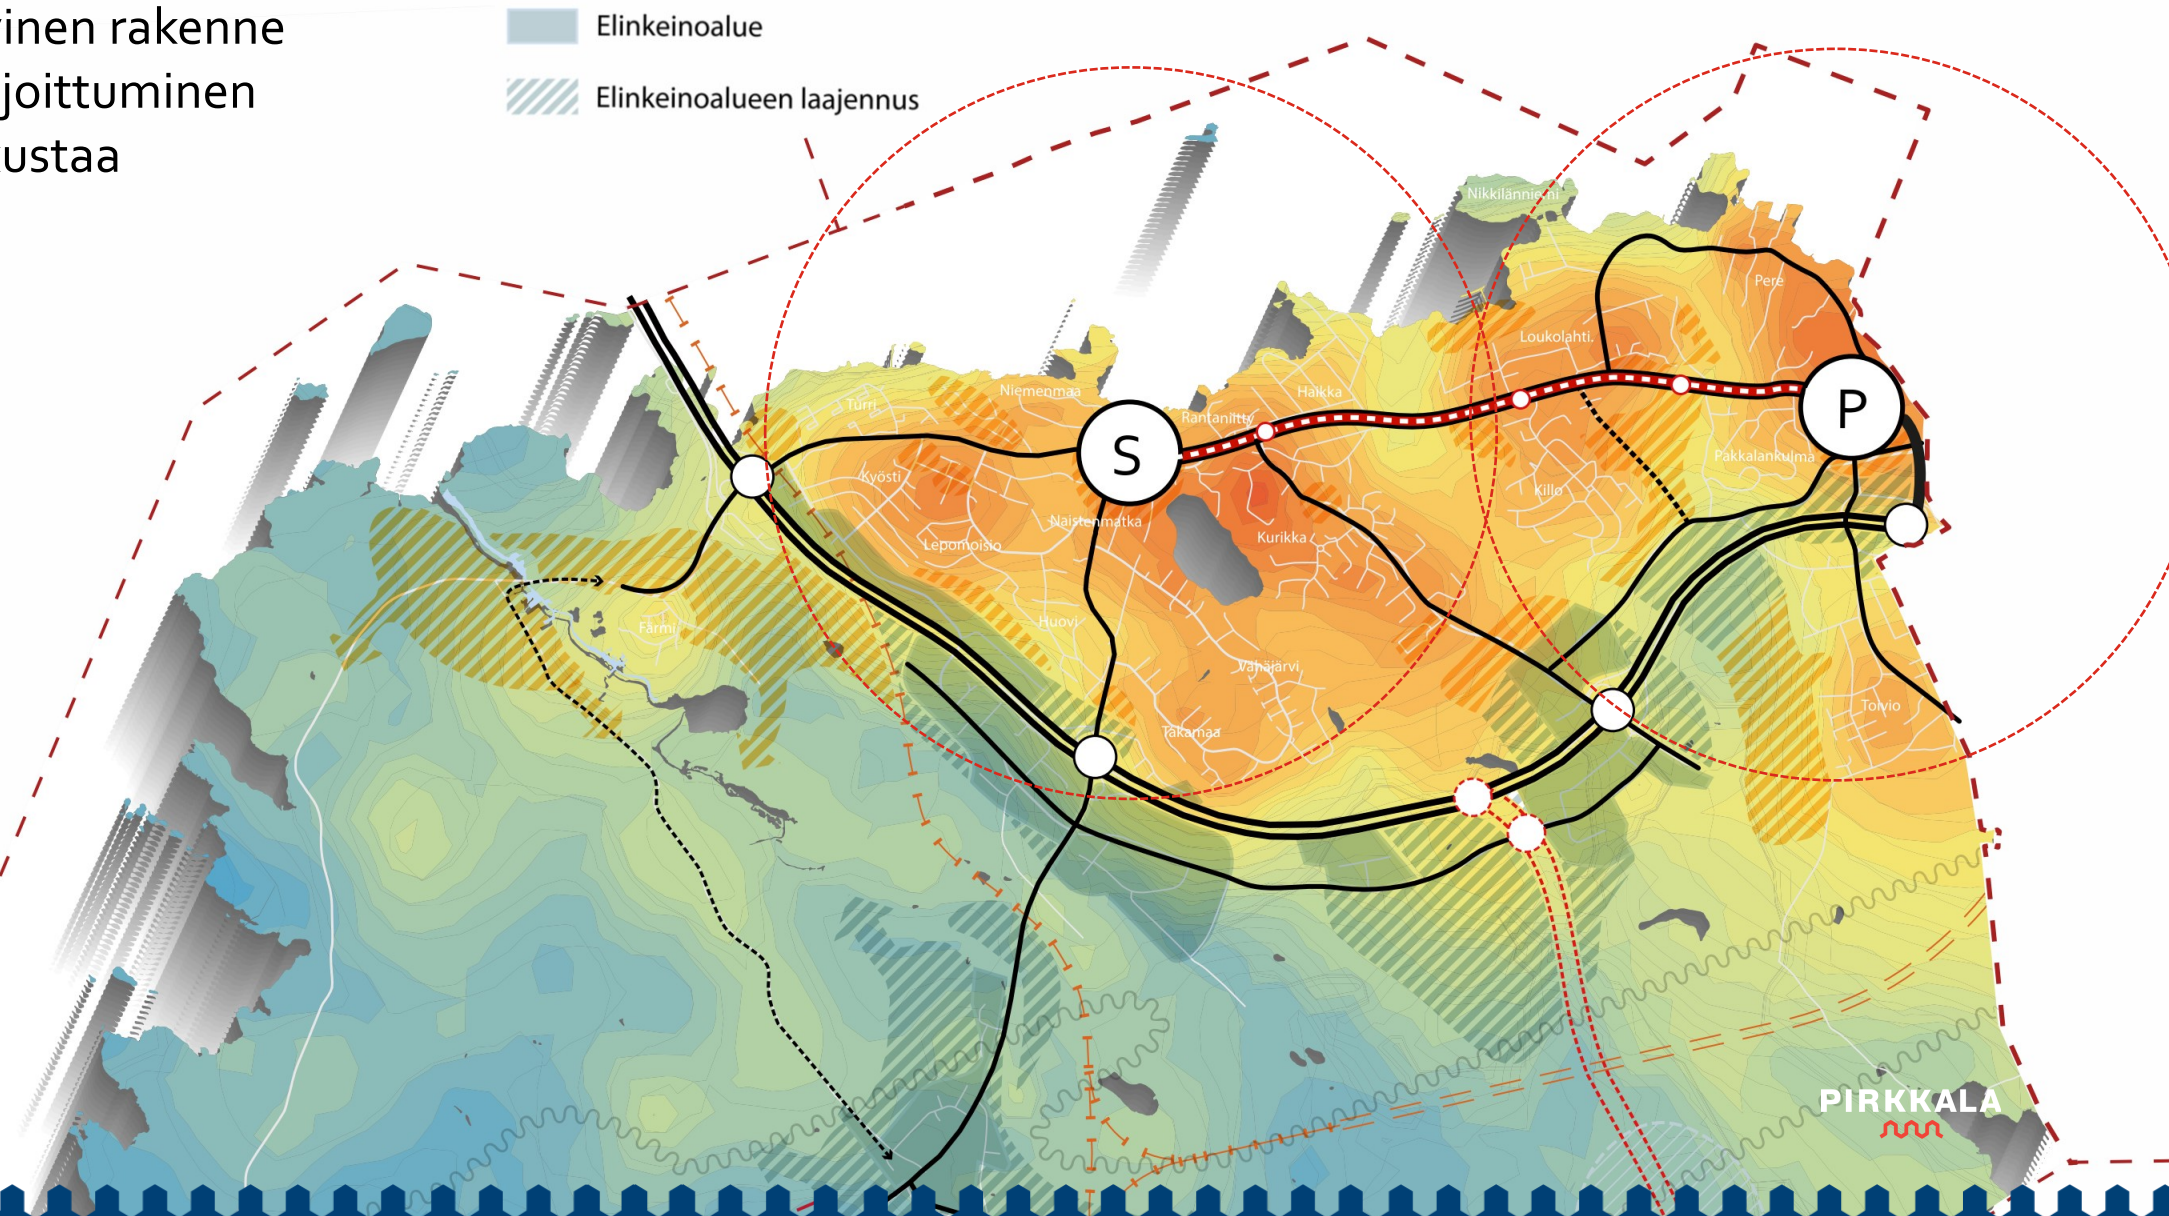 inen rakenne
joittuminen
ustaa
Elinkeinoalue
Elinkeinoalueen laajennus
Nikkilänniemi
Pere
Loukolahti.
Niemenmaa
Haikka
Turri
Rantaniitty
P
S
Pakkalankulma
Kyösti
Killo
Naistenmatka
Kurikka
Lepomoisio
Huovi
Färmi
Vähäjärvi
Toivio
Takamaa
PIRKKALA